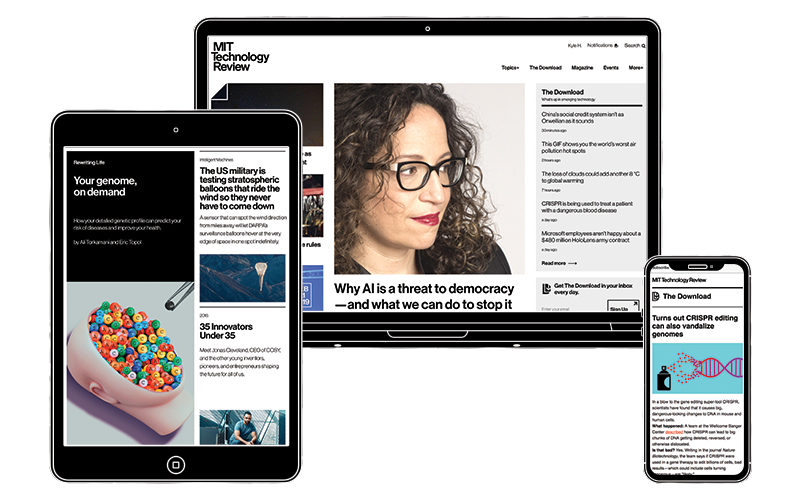 MIT
Technology
Review
Kyle H.
Notifications
Search
Topics+
The Download
Magazine
Events
More+
The Download
What's up in emerging technology
China's social credit system isn't as
Orwellian as it sounds
33 minutes ago
This GIF shows you the world's worst air
pollution hot spots
2 hours ago
The loss of clouds could add another 8 °C
to global warming
7 hours ago
CRISPR is being used to treat a patient
with a dangerous blood disease
a day ago
Microsoft employees aren't happy about a
$480 million HoloLens army contract
a day ago
Read more
Get The Download in your inbox
every day.
Enter your email
Sign Up
Why AI is a threat to democracy
—and what we can do to stop it
Rewriting Life
Your genome,
on demand
How your detailed genetic profile can predict your
risk of diseases and improve your health.
by Ali Torkamani and Eric Topol
Intelligent Machines
The US military is
testing stratospheric
balloons that ride the
wind so they never
have to come down
A sensor that can spot the wind direction
from miles away will let DARPA's
surveillance balloons hover at the very
edge of space in one spot indefinitely.
35 Innovators
Under 35
Meet Jonas Cleveland, CEO of COSY,
and the other young inventors,
pioneers, and entrepreneurs shaping
the future for all of us.
as
rules
Subscribe
MIT Technology Review
The Download
Turns out CRISPR editing
can also vandalize
genomes
In a blow to the gene editing super-tool CRISPR,
scientists have found that it causes big,
dangerous-looking changes to DNA in mouse and
human cells.
What happened: A team at the Wellcome Sanger
Center described how CRISPR can lead to big
chunks of DNA getting deleted, reversed, or
otherwise dislocated.
Is that bad? Yes. Writing in the journal Nature
Biotechnology, the team says if CRISPR were
used in a gene therapy to edit billions of cells, bad
results—which could include cells turning